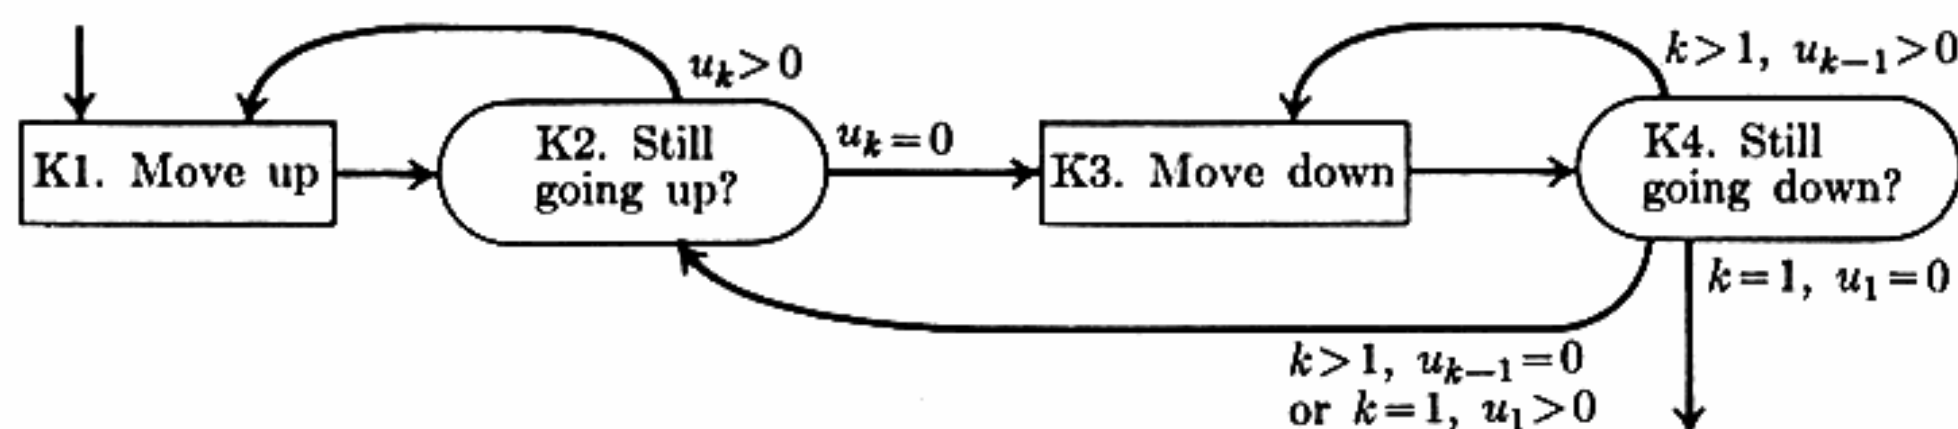 u_k>0
k>1, u_{k-1}>0
K1. Move up
K2. Still
going up?
u_k=0
K3. Move down
K4. Still
going down?
k=1, u_1=0
k>1, u_{k-1}=0
or k=1, u_1>0